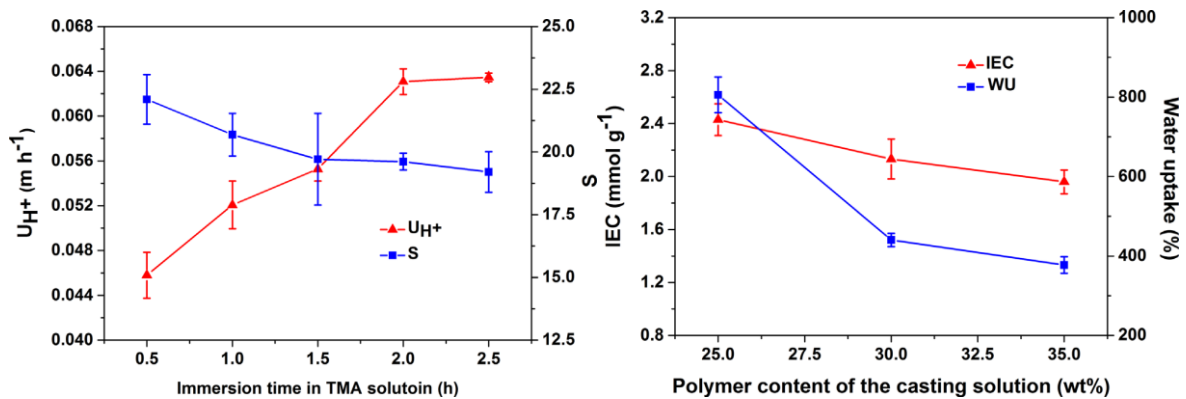 0.068
0.064
0.060
0.056
0.052
0.048
0.044
0.040
UH+ (m h-1)
25.0
22.5
20.0
17.5
15.0
12.5
S
UH+
S
0.5 1.0 1.5 2.0 2.5
Immersion time in TMA solutoin (h)
3.2
2.8
2.4
2.0
1.6
1.2
0.8
IEC (mmol g-1)
1000
800
600
400
200
Water uptake (%)
IEC
WU
25.0 27.5 30.0 32.5 35.0
Polymer content of the casting solution (wt%)